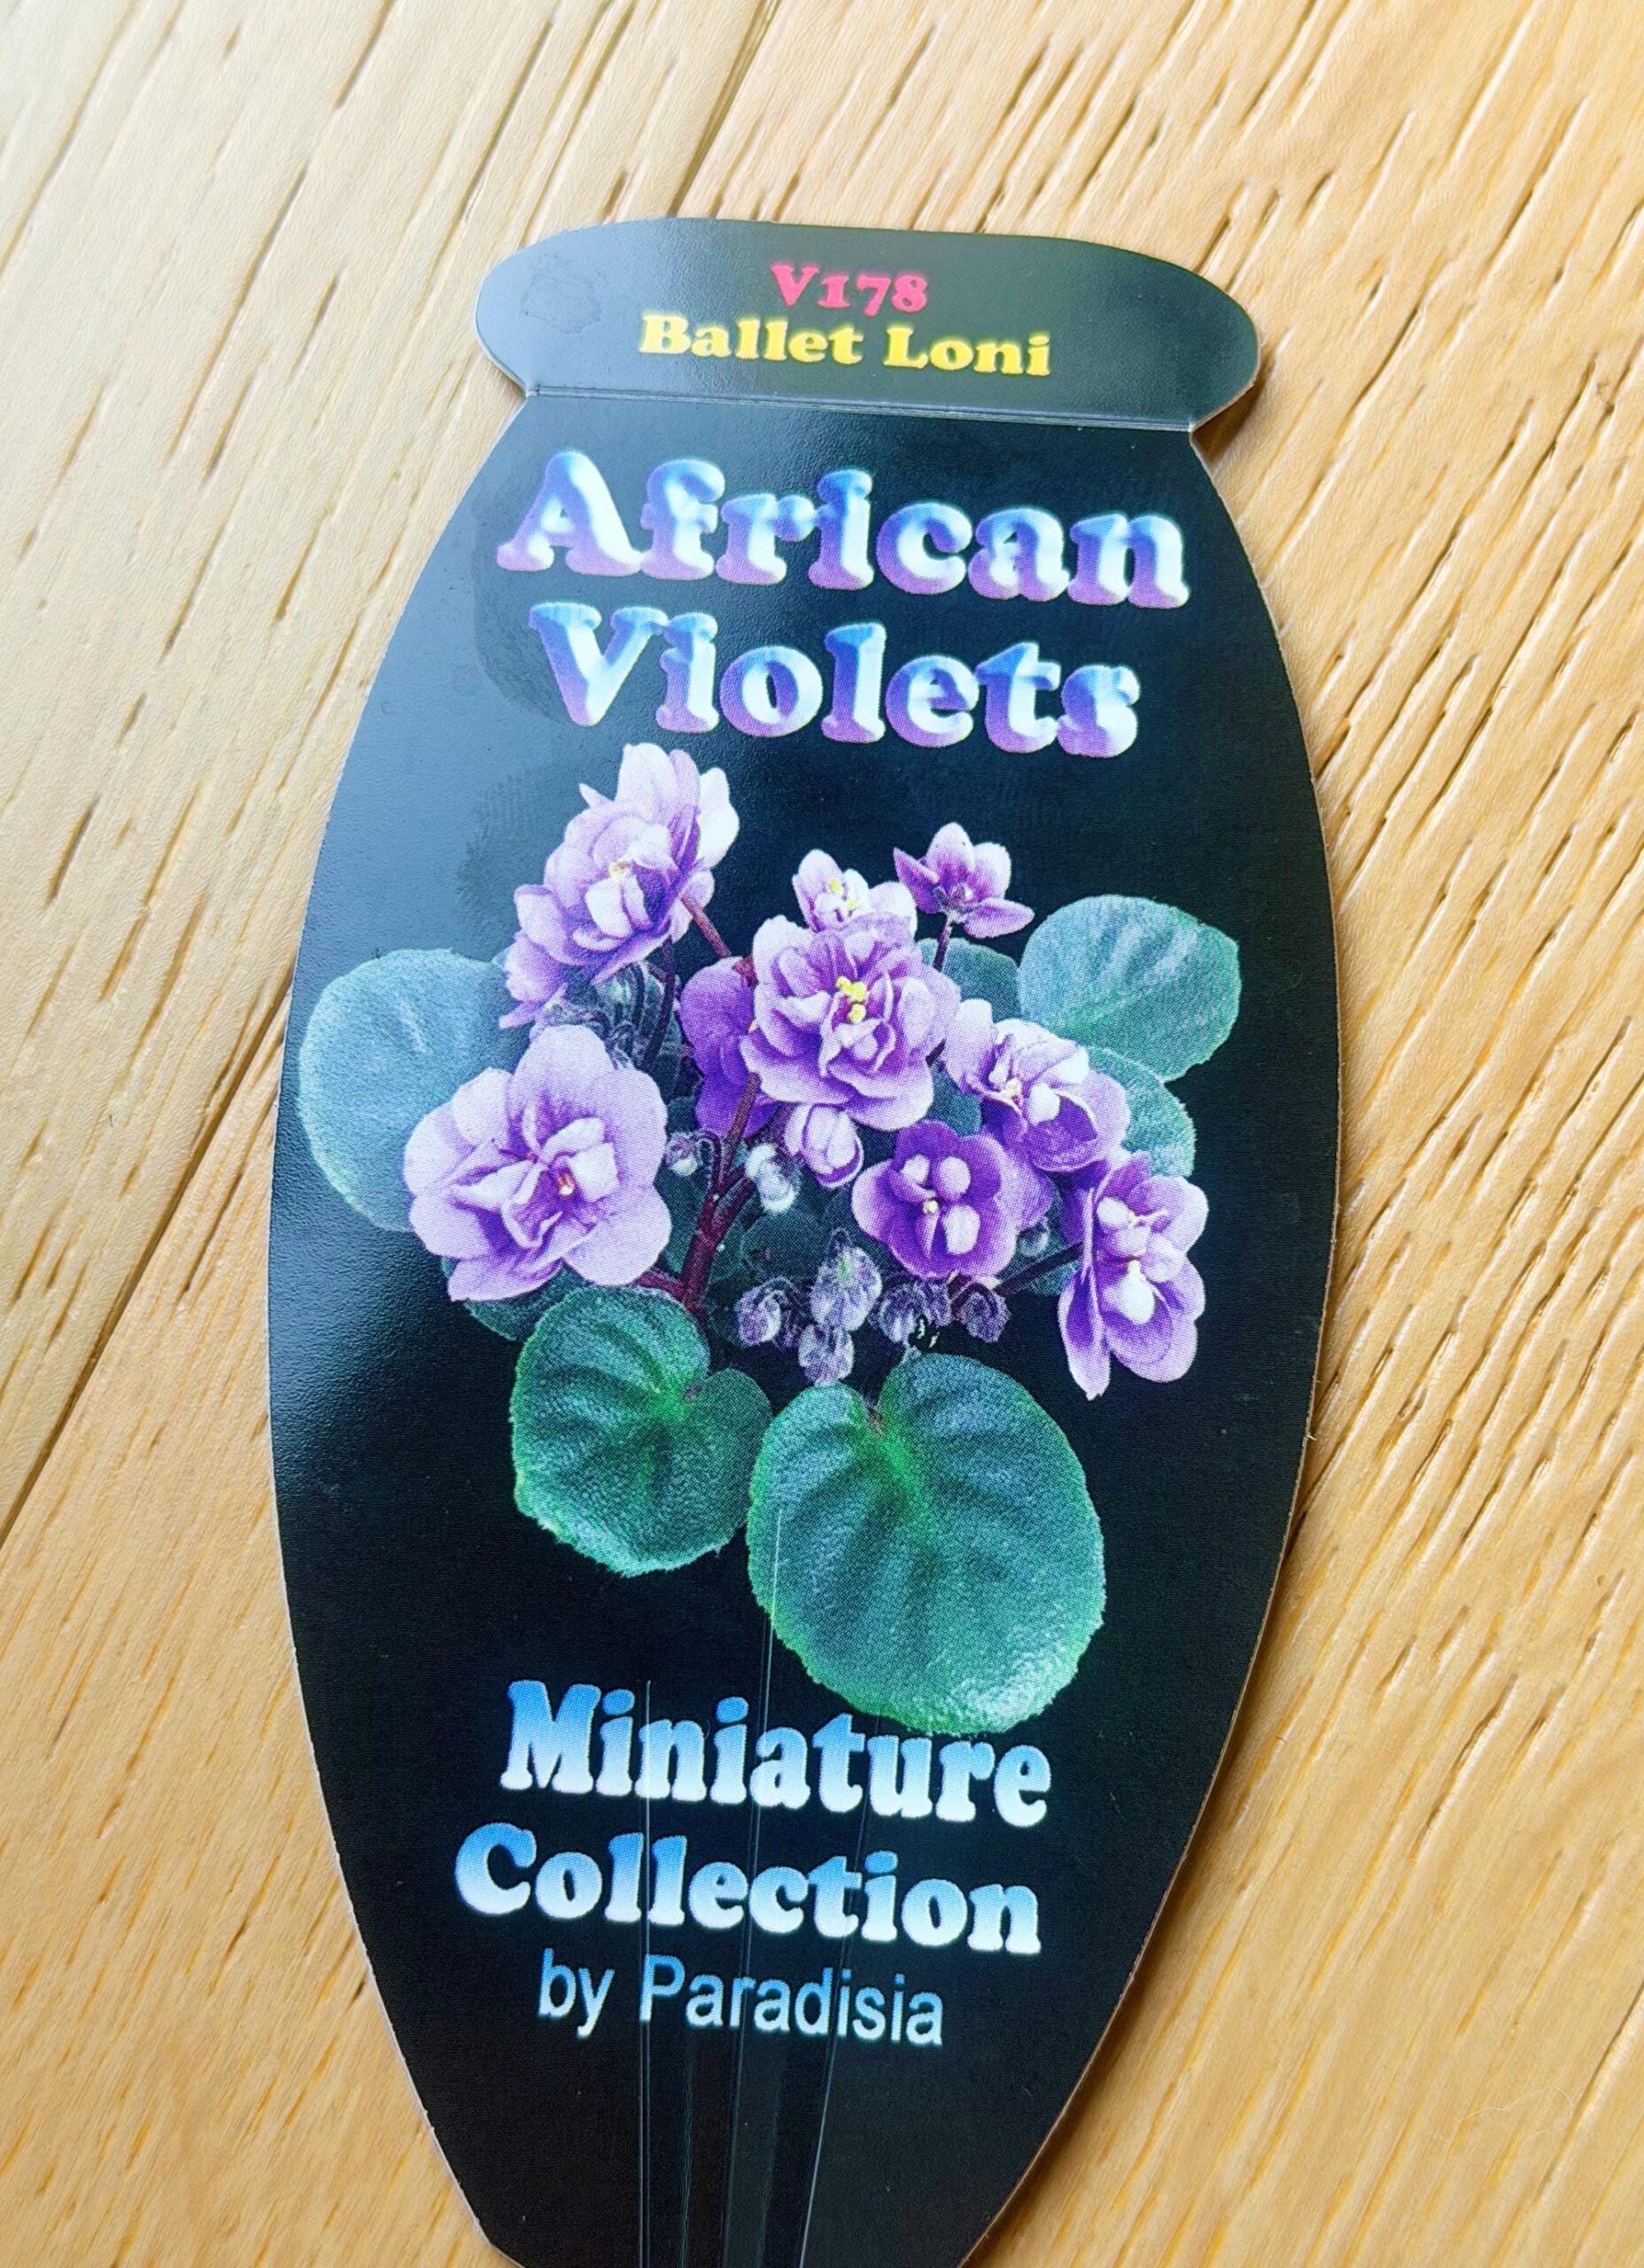 V178
Ballet Loni
African
Violets
Miniature
Collection
by Paradisia